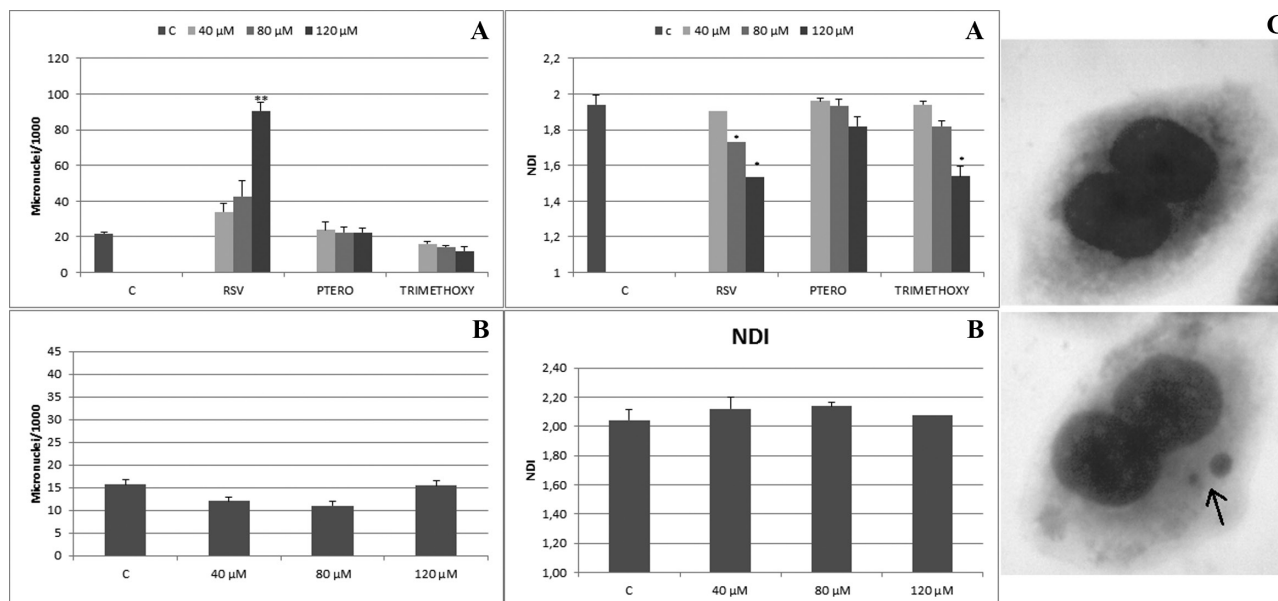 C 40 µM 80 µM 120 µM A
120
100
80
60
40
20
0
Micronuclei/1000
**
C RSV PTERO TRIMETHOXY
c 40 µM 80 µM 120 µM A
2,2
2
1,8
1,6
1,4
1,2
1
NDI
* * *
C RSV PTERO TRIMETHOXY
C
B
45
40
35
30
25
20
15
10
5
0
Micronuclei/1000
C 40 µM 80 µM 120 µM
B
NDI
2,40
2,20
2,00
1,80
1,60
1,40
1,20
1,00
NDI
C 40 µM 80 µM 120 µM